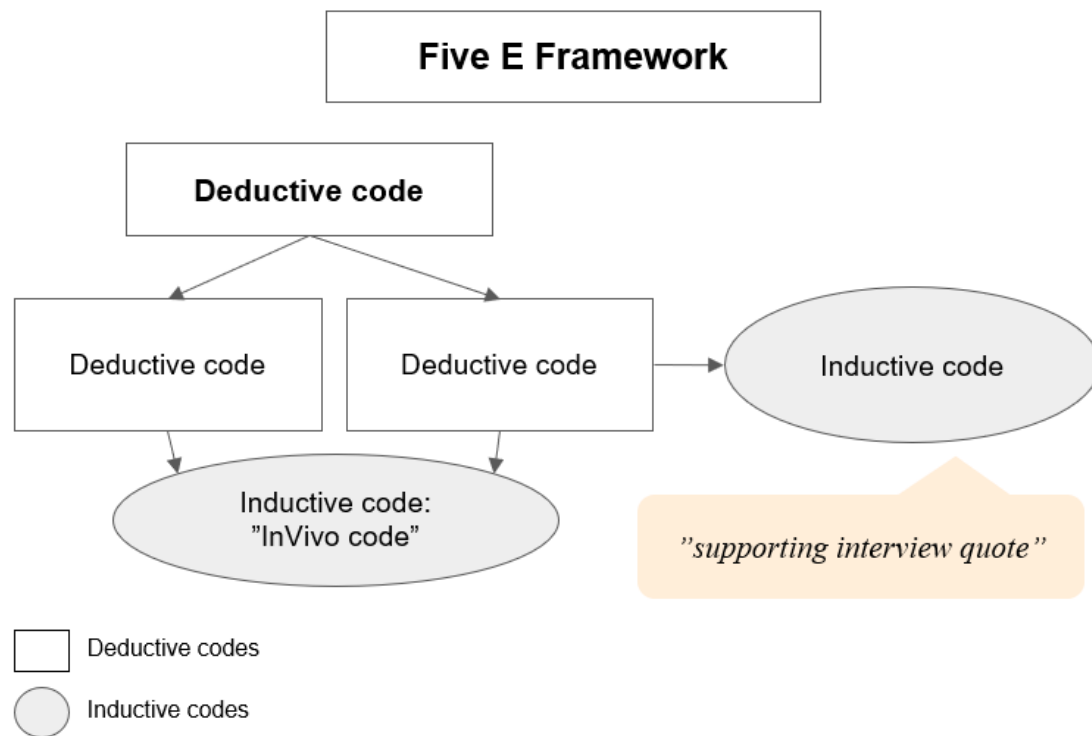 Five E Framework
Deductive code
Deductive code
Deductive code
Inductive code
Inductive code:
”InVivo code”
”supporting interview quote”
Deductive codes
Inductive codes